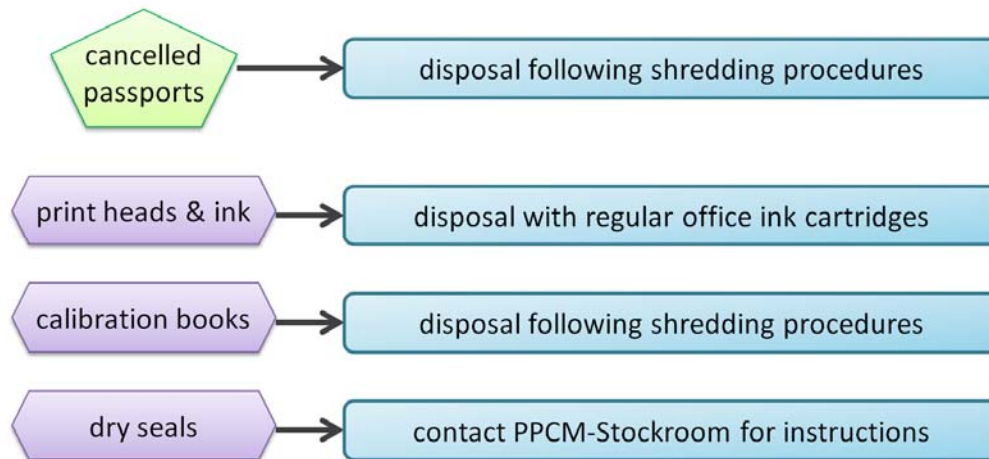 cancelled
passports
disposal following shredding procedures
print heads & ink
disposal with regular office ink cartridges
calibration books
disposal following shredding procedures
dry seals
contact PPCM-Stockroom for instructions